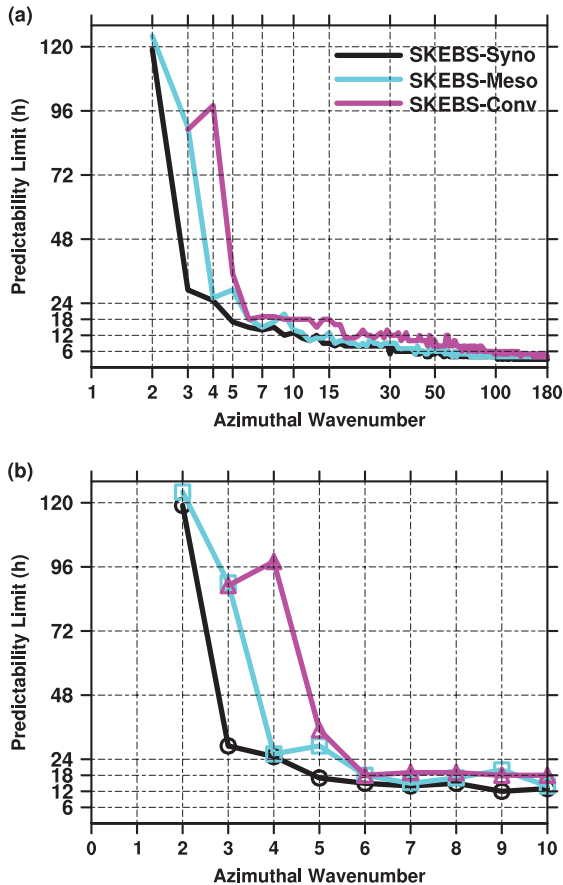 (a)
SKEBS-Syno
SKEBS-Meso
SKEBS-Conv
Predictability Limit (h)
120
96
72
48
24
18
12
6
1 2 3 4 5 7 10 15 30 50 100 180
Azimuthal Wavenumber
(b)
Predictability Limit (h)
120
96
72
48
24
18
12
6
0 1 2 3 4 5 6 7 8 9 10
Azimuthal Wavenumber